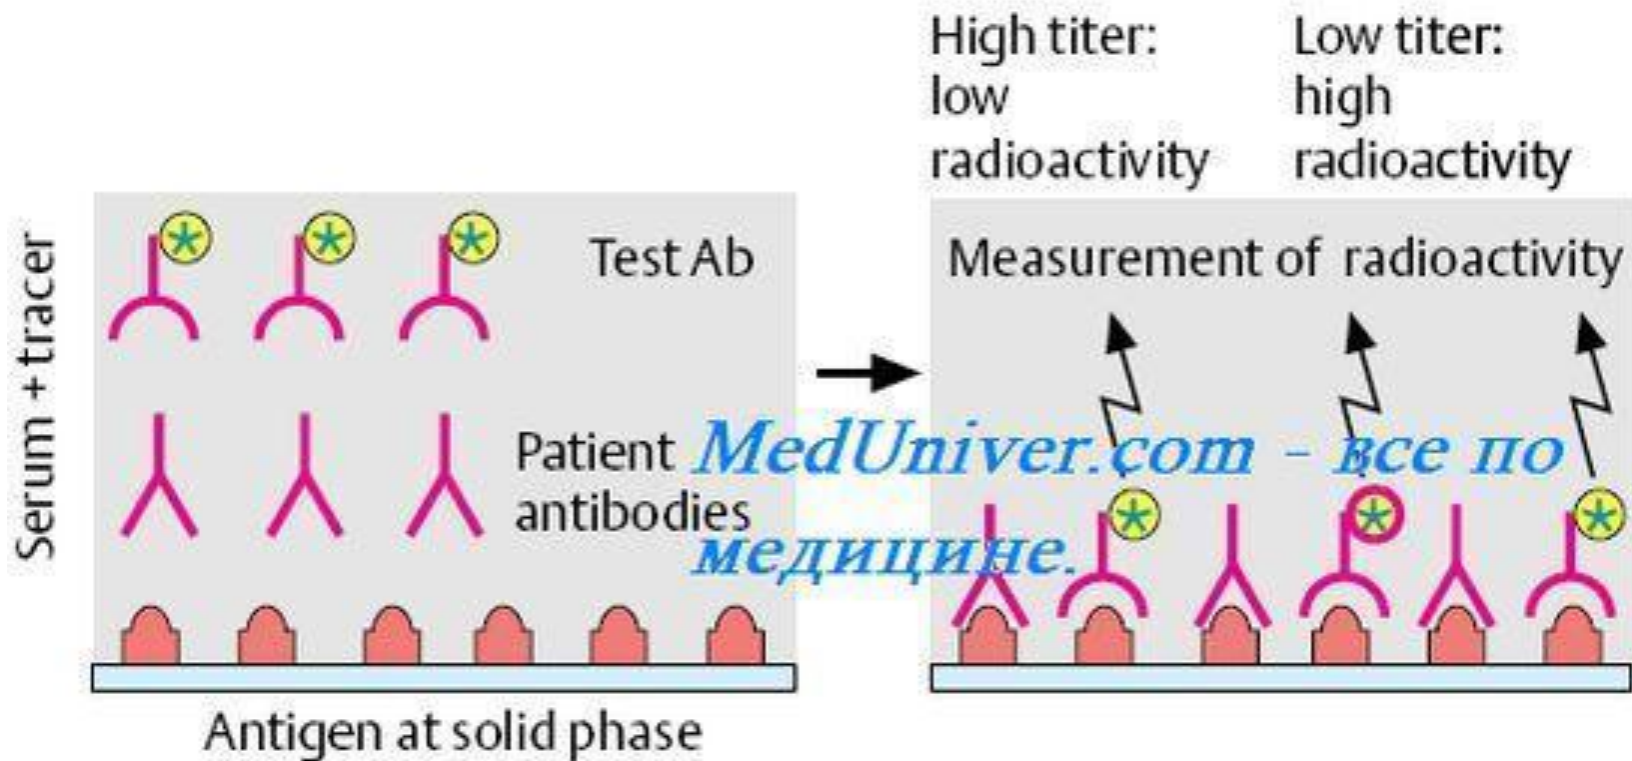 High titer:
low
radioactivity
Low titer:
high
radioactivity
Serum + tracer
Test Ab
Patient
antibodies
Measurement of radioactivity
MedUniver.com - все по
медицине.
Antigen at solid phase